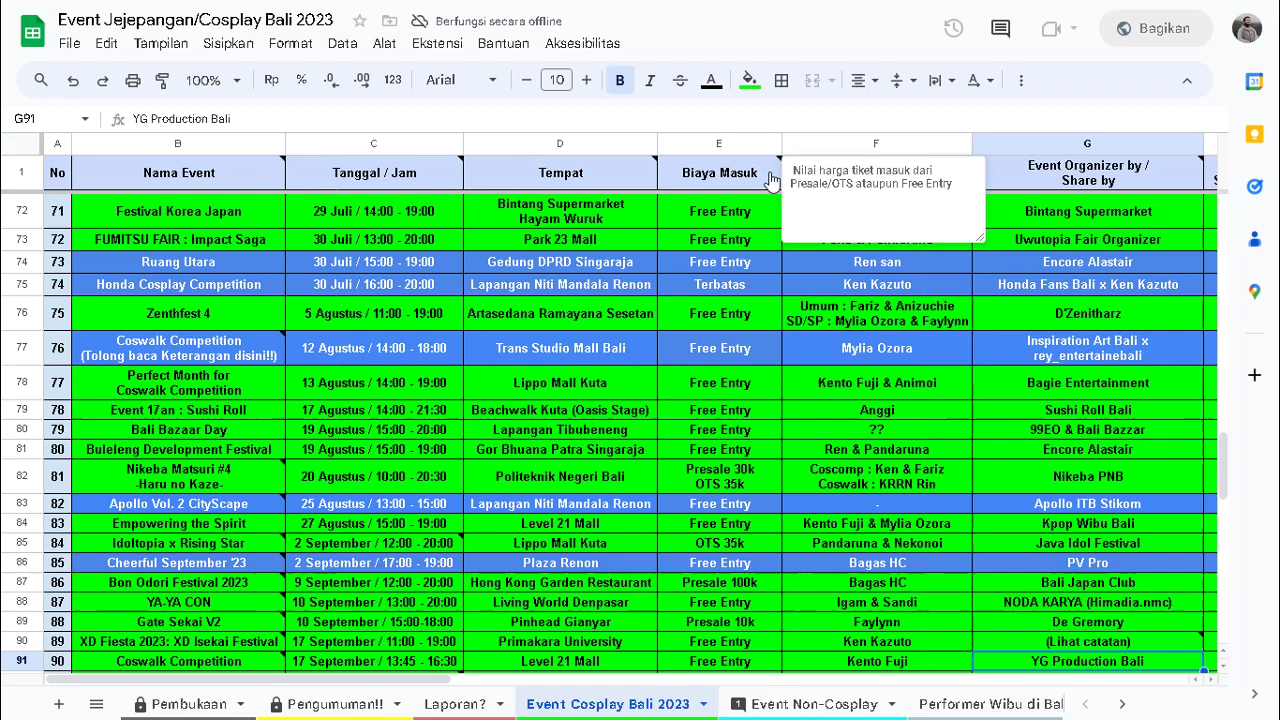 Event Jejepangan/Cosplay Bali 2023
Berfungsi secara offline
File Edit Tampilan Sisipkan Format Data Alat Ekstensi Bantuan Aksesibilitas
Bagikan
100% Rp % .0 .00 123 Arial 10 B I
31
G91 YG Production Bali
A B C D E F G
1 No Nama Event Tanggal / Jam Tempat Biaya Masuk Nilai harga tiket masuk dari Presale/OTS ataupun Free Entry Event Organizer by / Share by
72 71 Festival Korea Japan 29 Juli / 14:00 - 19:00 Bintang Supermarket Hayam Wuruk Free Entry Bintang Supermarket
73 72 FUMITSU FAIR : Impact Saga 30 Juli / 13:00 - 20:00 Park 23 Mall Free Entry Uwutopia Fair Organizer
74 73 Ruang Utara 30 Juli / 15:00 - 19:00 Gedung DPRD Singaraja Free Entry Ren san Encore Alastair
75 74 Honda Cosplay Competition 30 Juli / 16:00 - 20:00 Lapangan Niti Mandala Renon Terbatas Ken Kazuto Honda Fans Bali x Ken Kazuto
76 75 Zenthfest 4 5 Agustus / 11:00 - 19:00 Artasedana Ramayana Sesetan Free Entry Umum : Fariz & Anizuchie SD/SP : Mylia Ozora & Faylynn D'Zenitharz
77 76 Coswalk Competition (Tolong baca Keterangan disini!!) 12 Agustus / 14:00 - 18:00 Trans Studio Mall Bali Free Entry Mylia Ozora Inspiration Art Bali x rey_entertainebali
78 77 Perfect Month for Coswalk Competition 13 Agustus / 14:00 - 19:00 Lippo Mall Kuta Free Entry Kento Fuji & Animoi Bagie Entertainment
79 78 Event 17an : Sushi Roll 17 Agustus / 14:00 - 21:30 Beachwalk Kuta (Oasis Stage) Free Entry Anggi Sushi Roll Bali
80 79 Bali Bazaar Day 19 Agustus / 15:00 - 20:00 Lapangan Tibubeneng Free Entry ?? 99EO & Bali Bazzar
81 80 Buleleng Development Festival 19 Agustus / 15:00 - 19:00 Gor Bhuana Patra Singaraja Free Entry Ren & Pandaruna Encore Alastair
82 81 Nikeba Matsuri #4 -Haru no Kaze- 20 Agustus / 10:00 - 20:30 Politeknik Negeri Bali Presale 30k OTS 35k Coscomp : Ken & Fariz Coswalk : KRRN Rin Nikeba PNB
83 82 Apollo Vol. 2 CityScape 25 Agustus / 13:00 - 15:00 Lapangan Niti Mandala Renon Free Entry - Apollo ITB Stikom
84 83 Empowering the Spirit 27 Agustus / 15:00 - 19:00 Level 21 Mall Free Entry Kento Fuji & Mylia Ozora Kpop Wibu Bali
85 84 Idoltopia x Rising Star 2 September / 12:00 - 20:00 Lippo Mall Kuta OTS 35k Pandaruna & Nekonoi Java Idol Festival
86 85 Cheerful September '23 2 September / 17:00 - 19:00 Plaza Renon Free Entry Bagas HC PV Pro
87 86 Bon Odori Festival 2023 9 September / 12:00 - 20:00 Hong Kong Garden Restaurant Presale 100k Bagas HC Bali Japan Club
88 87 YA-YA CON 10 September / 13:00 - 20:00 Living World Denpasar Free Entry Igam & Sandi NODA KARYA (Himadia.nmc)
89 88 Gate Sekai V2 10 September / 15:00-18:00 Pinhead Gianyar Presale 10k Faylynn De Gremory
90 89 XD Fiesta 2023: XD Isekai Festival 17 September / 11:00 - 19:00 Primakara University Free Entry Ken Kazuto (Lihat catatan)
91 90 Coswalk Competition 17 September / 13:45 - 16:30 Level 21 Mall Free Entry Kento Fuji YG Production Bali
Pembukaan Pengumuman!! Laporan? Event Cosplay Bali 2023 1 Event Non-Cosplay Performer Wibu di Bal